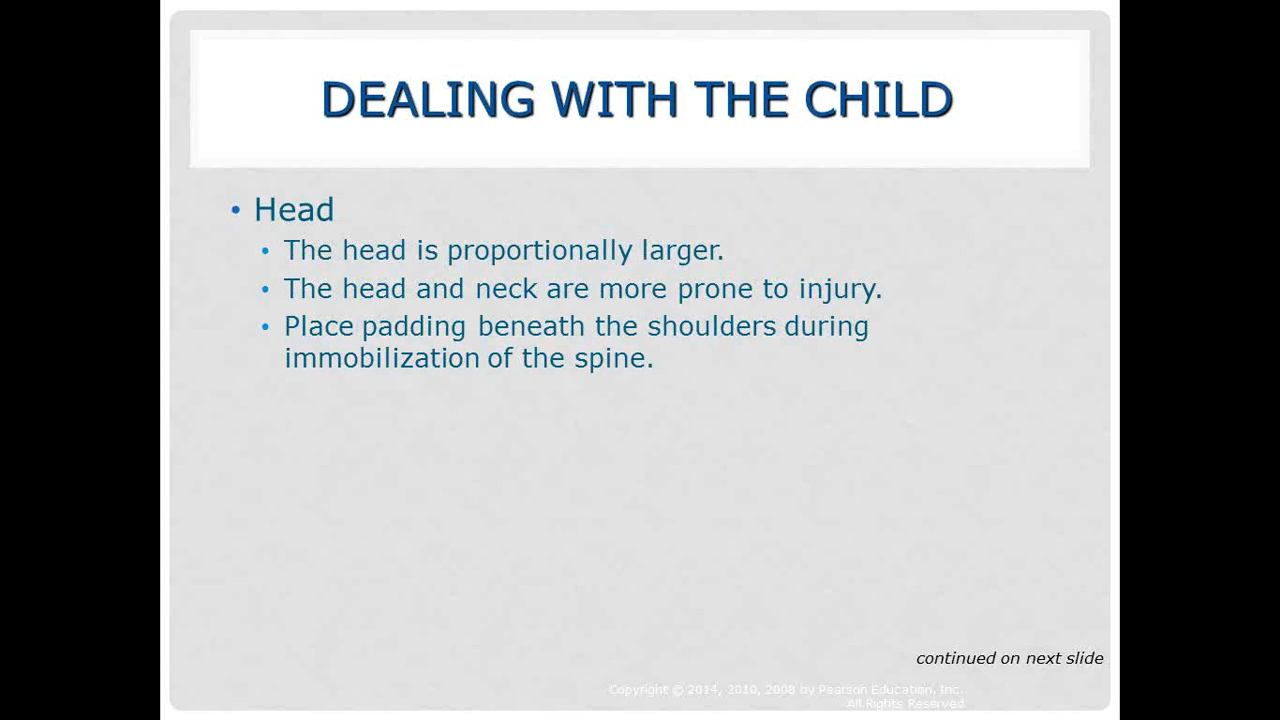 DEALING WITH THE CHILD
• Head
• The head is proportionally larger.
• The head and neck are more prone to injury.
• Place padding beneath the shoulders during
immobilization of the spine.
continued on next slide
Copyright © 2014, 2010, 2008 by Pearson Education, Inc.
All Rights Reserved